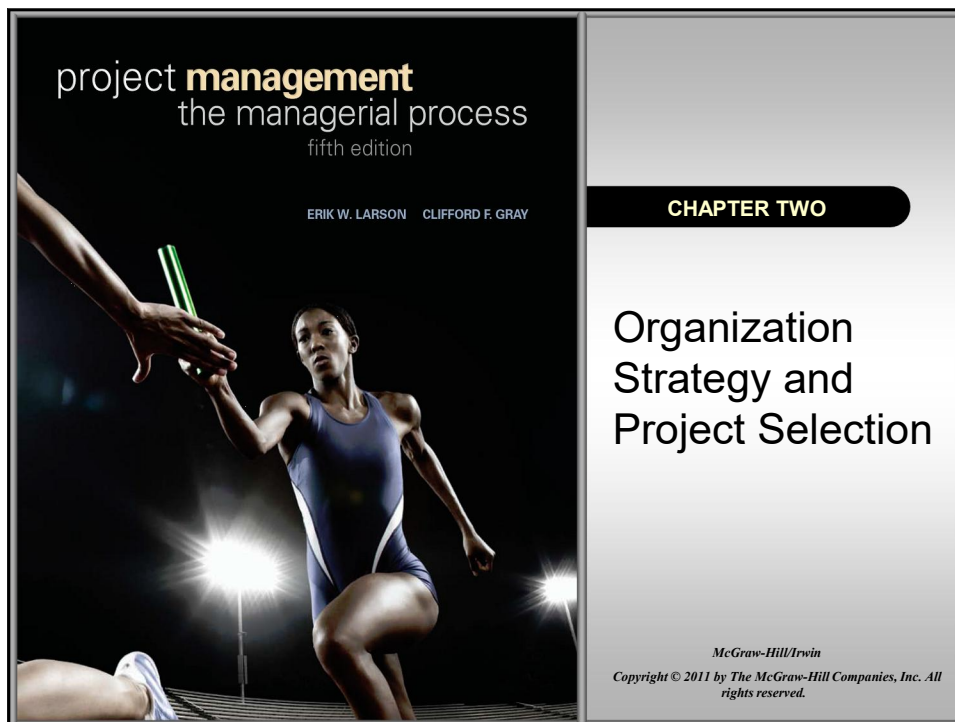 project management
the managerial process
fifth edition
ERIK W. LARSON CLIFFORD F. GRAY
CHAPTER TWO
Organization
Strategy and
Project Selection
McGraw-Hill/Irwin
Copyright © 2011 by The McGraw-Hill Companies, Inc. All
rights reserved.